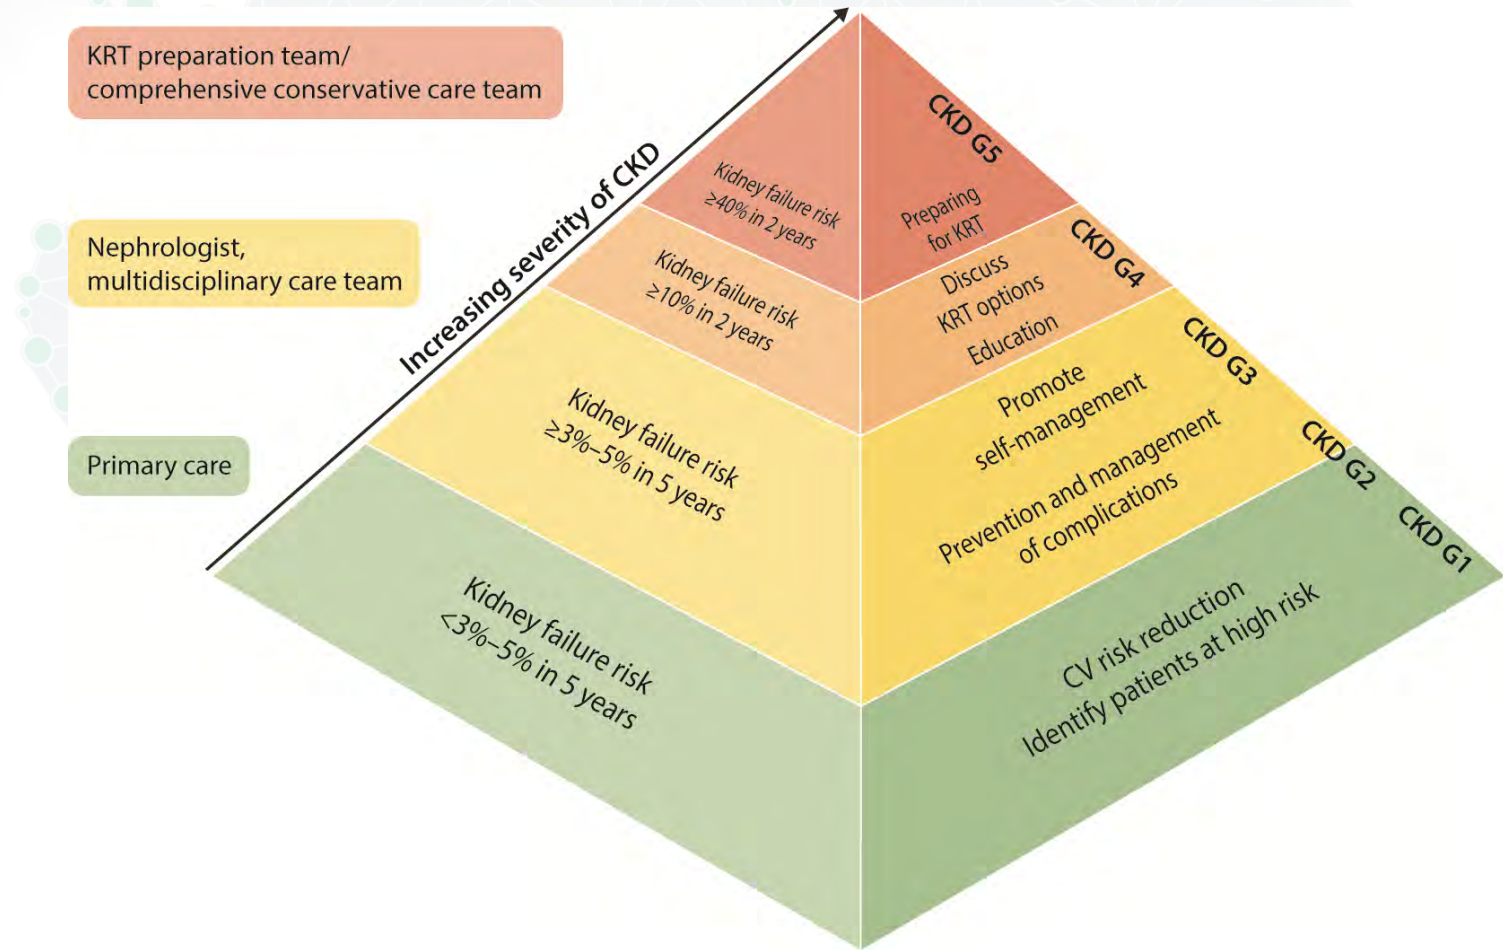 KRT preparation team/
comprehensive conservative care team
Nephrologist,
multidisciplinary care team
Primary care
Increasing severity of CKD
Kidney failure risk
≥40% in 2 years
Preparing
for KRT
CKD G5
Kidney failure risk
≥10% in 2 years
Discuss
KRT options
Education
CKD G4
Kidney failure risk
≥3%–5% in 5 years
Promote
self-management
Prevention and management
of complications
CKD G3
CKD G2
Kidney failure risk
<3%–5% in 5 years
CV risk reduction
Identify patients at high risk
CKD G1